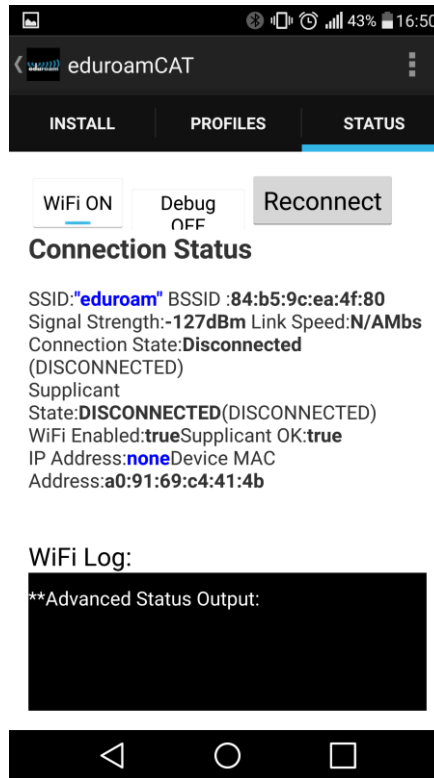 43% 16:50
eduroam eduroamCAT
INSTALL PROFILES STATUS
WiFi ON Debug OFF Reconnect
Connection Status
SSID:"eduroam" BSSID :84:b5:9c:ea:4f:80
Signal Strength:-127dBm Link Speed:N/AMbs
Connection State:Disconnected
(DISCONNECTED)
Supplicant
State:DISCONNECTED(DISCONNECTED)
WiFi Enabled:trueSupplicant OK:true
IP Address:noneDevice MAC
Address:a0:91:69:c4:41:4b
WiFi Log:
**Advanced Status Output: